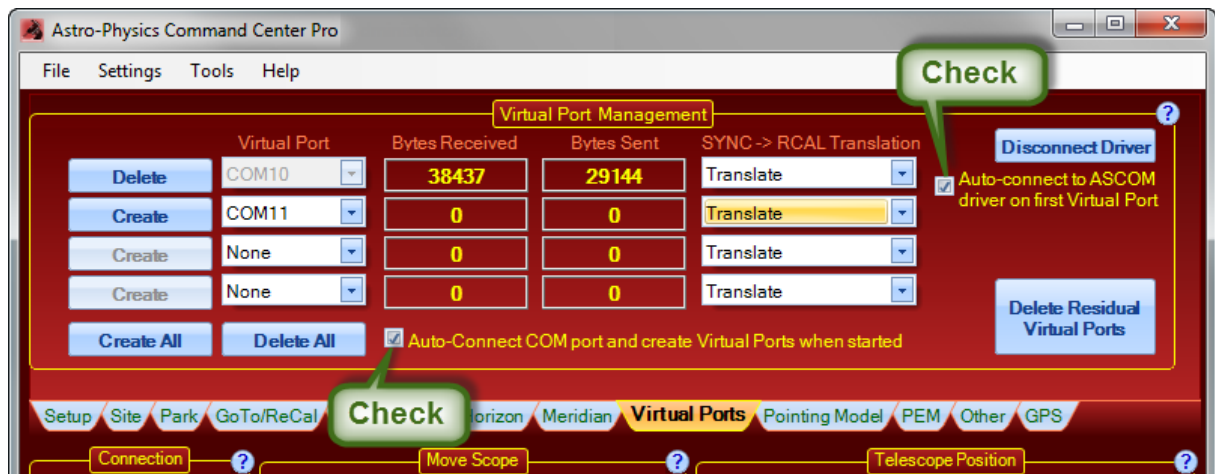 Astro-Physics Command Center Pro
File Settings Tools Help
Check
Virtual Port Management ?
Virtual Port Bytes Received Bytes Sent SYNC -> RCAL Translation
Disconnect Driver
Delete COM10 38437 29144 Translate
Auto-connect to ASCOM
driver on first Virtual Port
Create COM11 0 0 Translate
Create None 0 0 Translate
Create None 0 0 Translate
Delete Residual
Virtual Ports
Create All Delete All Auto-Connect COM port and create Virtual Ports when started
Check
Setup Site Park GoTo/ReCal Meridian Virtual Ports Pointing Model PEM Other GPS
Connection ? Move Scope ? Telescope Position ?